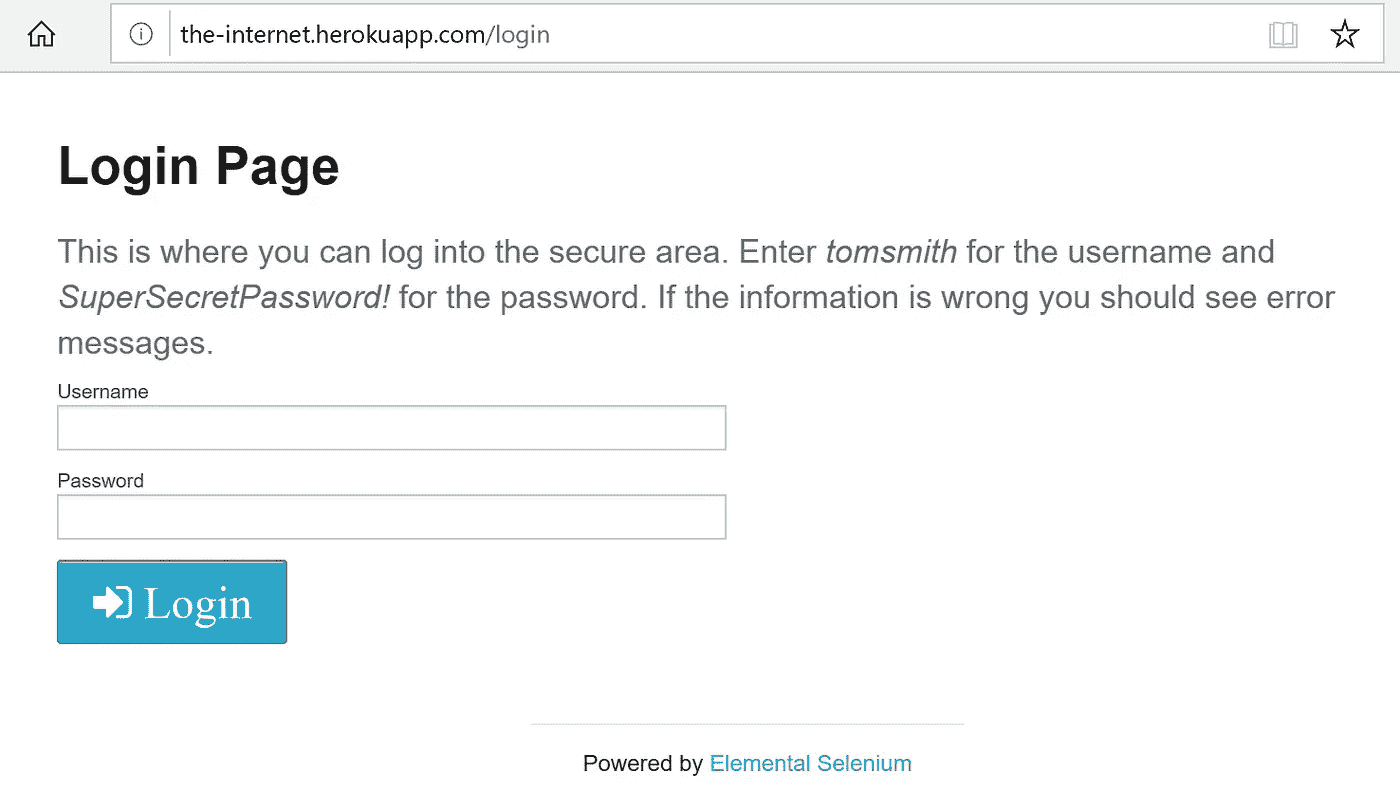 the-internet.herokuapp.com/login
Login Page
This is where you can log into the secure area. Enter tomsmith for the username and
SuperSecretPassword! for the password. If the information is wrong you should see error
messages.
Username
Password
Login
Powered by Elemental Selenium